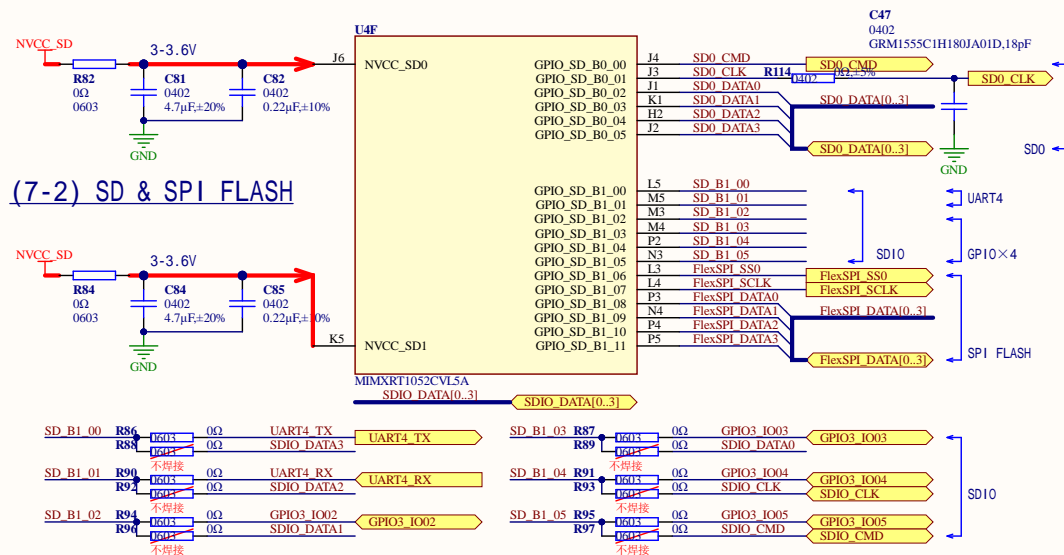 C47
0402
GRM1555C1H180JA01D,18pF
U4F
NVCC_SD
3-3.6V
R82
0Ω
0603
C81
0402
4.7μF,±20%
C82
0402
0.22μF,±10%
GND
J6
NVCC_SD0
GPIO_SD_B0_00
GPIO_SD_B0_01
GPIO_SD_B0_02
GPIO_SD_B0_03
GPIO_SD_B0_04
GPIO_SD_B0_05
J4
J3
J1
K1
H2
J2
SD0_CMD
SD0_CLK
SD0_DATA0
SD0_DATA1
SD0_DATA2
SD0_DATA3
SD0_CMD
R114
0402
0Ω,±5%
SD0_CLK
SD0_DATA[0..3]
SD0_DATA[0..3]
GND
SD0
(7-2) SD & SPI FLASH
GPIO_SD_B1_00
GPIO_SD_B1_01
GPIO_SD_B1_02
GPIO_SD_B1_03
GPIO_SD_B1_04
GPIO_SD_B1_05
GPIO_SD_B1_06
GPIO_SD_B1_07
GPIO_SD_B1_08
GPIO_SD_B1_09
GPIO_SD_B1_10
GPIO_SD_B1_11
L5
M5
M3
M4
P2
N3
L3
L4
P3
N4
P4
P5
SD_B1_00
SD_B1_01
SD_B1_02
SD_B1_03
SD_B1_04
SD_B1_05
FlexSPI_SS0
FlexSPI_SCLK
FlexSPI_DATA0
FlexSPI_DATA1
FlexSPI_DATA2
FlexSPI_DATA3
SDIO
UART4
GPIO×4
FlexSPI_SS0
FlexSPI_SCLK
FlexSPI_DATA[0..3]
FlexSPI_DATA[0..3]
SPI FLASH
NVCC_SD
3-3.6V
R84
0Ω
0603
C84
0402
4.7μF,±20%
C85
0402
0.22μF,±10%
GND
K5
NVCC_SD1
MIMXRT1052CVL5A
SDIO_DATA[0..3]
SDIO_DATA[0..3]
SD_B1_00
R86
0603
0Ω
UART4_TX
UART4_TX
R88
0603
0Ω
SDIO_DATA3
不焊接
SD_B1_01
R90
0603
0Ω
UART4_RX
UART4_RX
R92
0603
0Ω
SDIO_DATA2
不焊接
SD_B1_02
R94
0603
0Ω
GPIO3_IO02
GPIO3_IO02
R96
0603
0Ω
SDIO_DATA1
不焊接
SD_B1_03
R87
0603
0Ω
GPIO3_IO03
GPIO3_IO03
R89
0603
0Ω
SDIO_DATA0
不焊接
SD_B1_04
R91
0603
0Ω
GPIO3_IO04
GPIO3_IO04
R93
0603
0Ω
SDIO_CLK
SDIO_CLK
不焊接
SD_B1_05
R95
0603
0Ω
GPIO3_IO05
GPIO3_IO05
R97
0603
0Ω
SDIO_CMD
SDIO_CMD
不焊接
SDIO